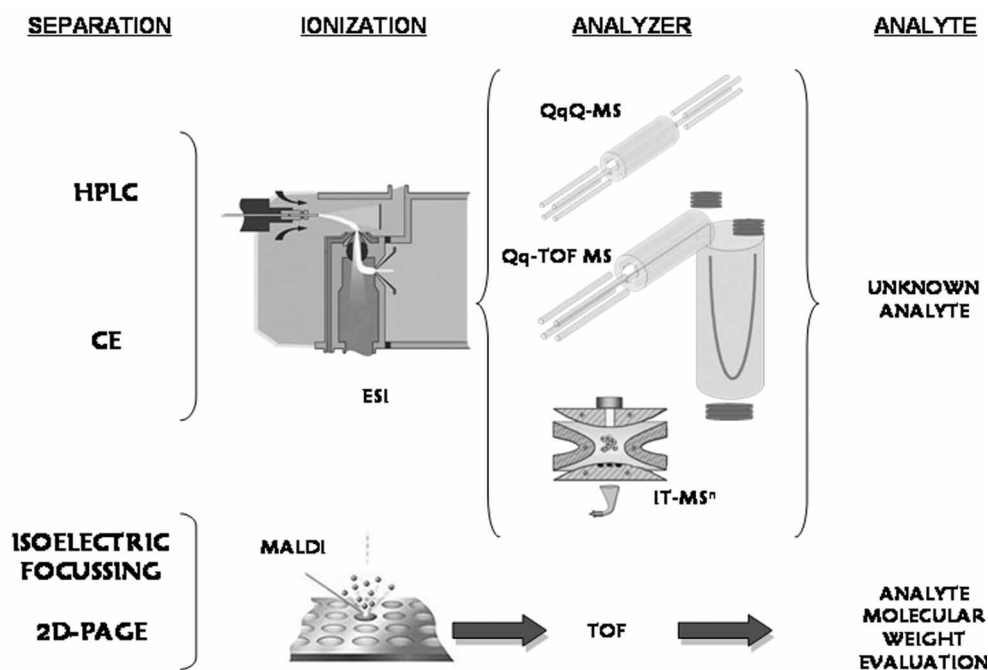 SEPARATION
IONIZATION
ANALYZER
ANALYTE
HPLC
CE
ESI
QqQ-MS
Qq-TOF MS
IT-MSⁿ
UNKNOWN
ANALYTE
ISOELECTRIC
FOCUSSING
2D-PAGE
MALDI
TOF
ANALYTE
MOLECULAR
WEIGHT
EVALUATION